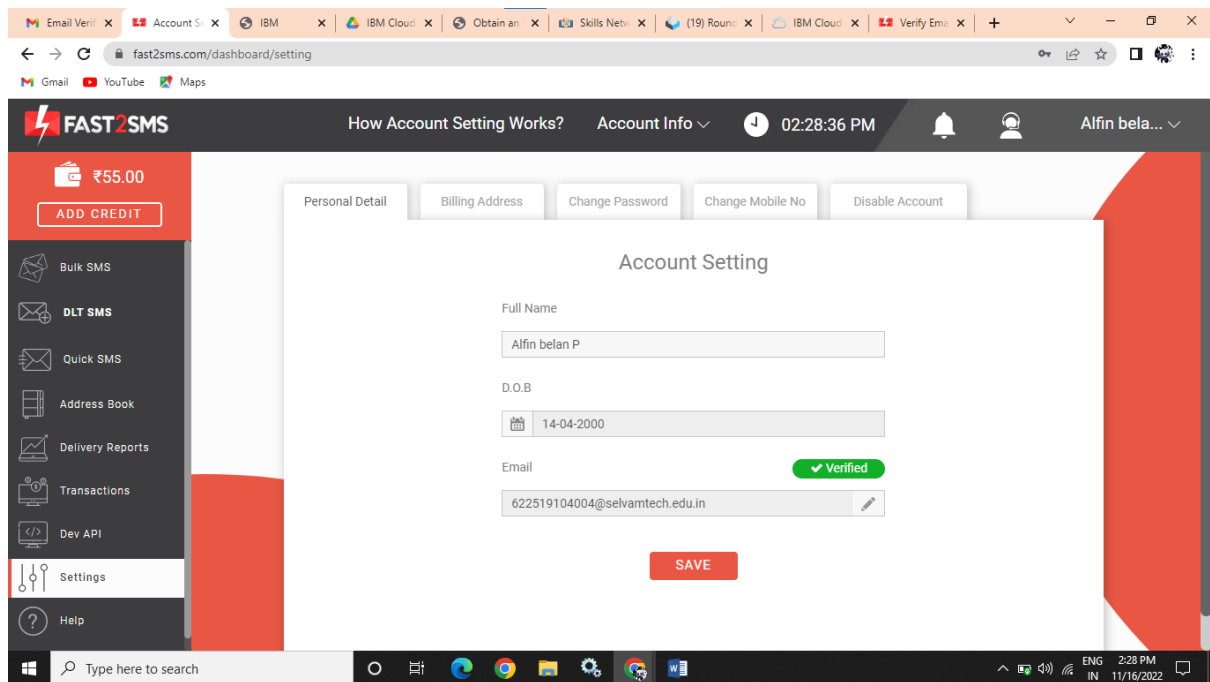 Email Verif
Account Se
IBM
IBM Cloud
Obtain an
Skills Netw
(19) Round
IBM Cloud
Verify Ema
fast2sms.com/dashboard/setting
Gmail YouTube Maps
FAST2SMS
How Account Setting Works?
Account Info
02:28:36 PM
Alfin bela...
₹55.00
ADD CREDIT
Bulk SMS
DLT SMS
Quick SMS
Address Book
Delivery Reports
Transactions
Dev API
Settings
Help
Personal Detail
Billing Address
Change Password
Change Mobile No
Disable Account
Account Setting
Full Name
Alfin belan P
D.O.B
14-04-2000
Email
Verified
622519104004@selvamtech.edu.in
SAVE
Type here to search
ENG
IN
2:28 PM
11/16/2022